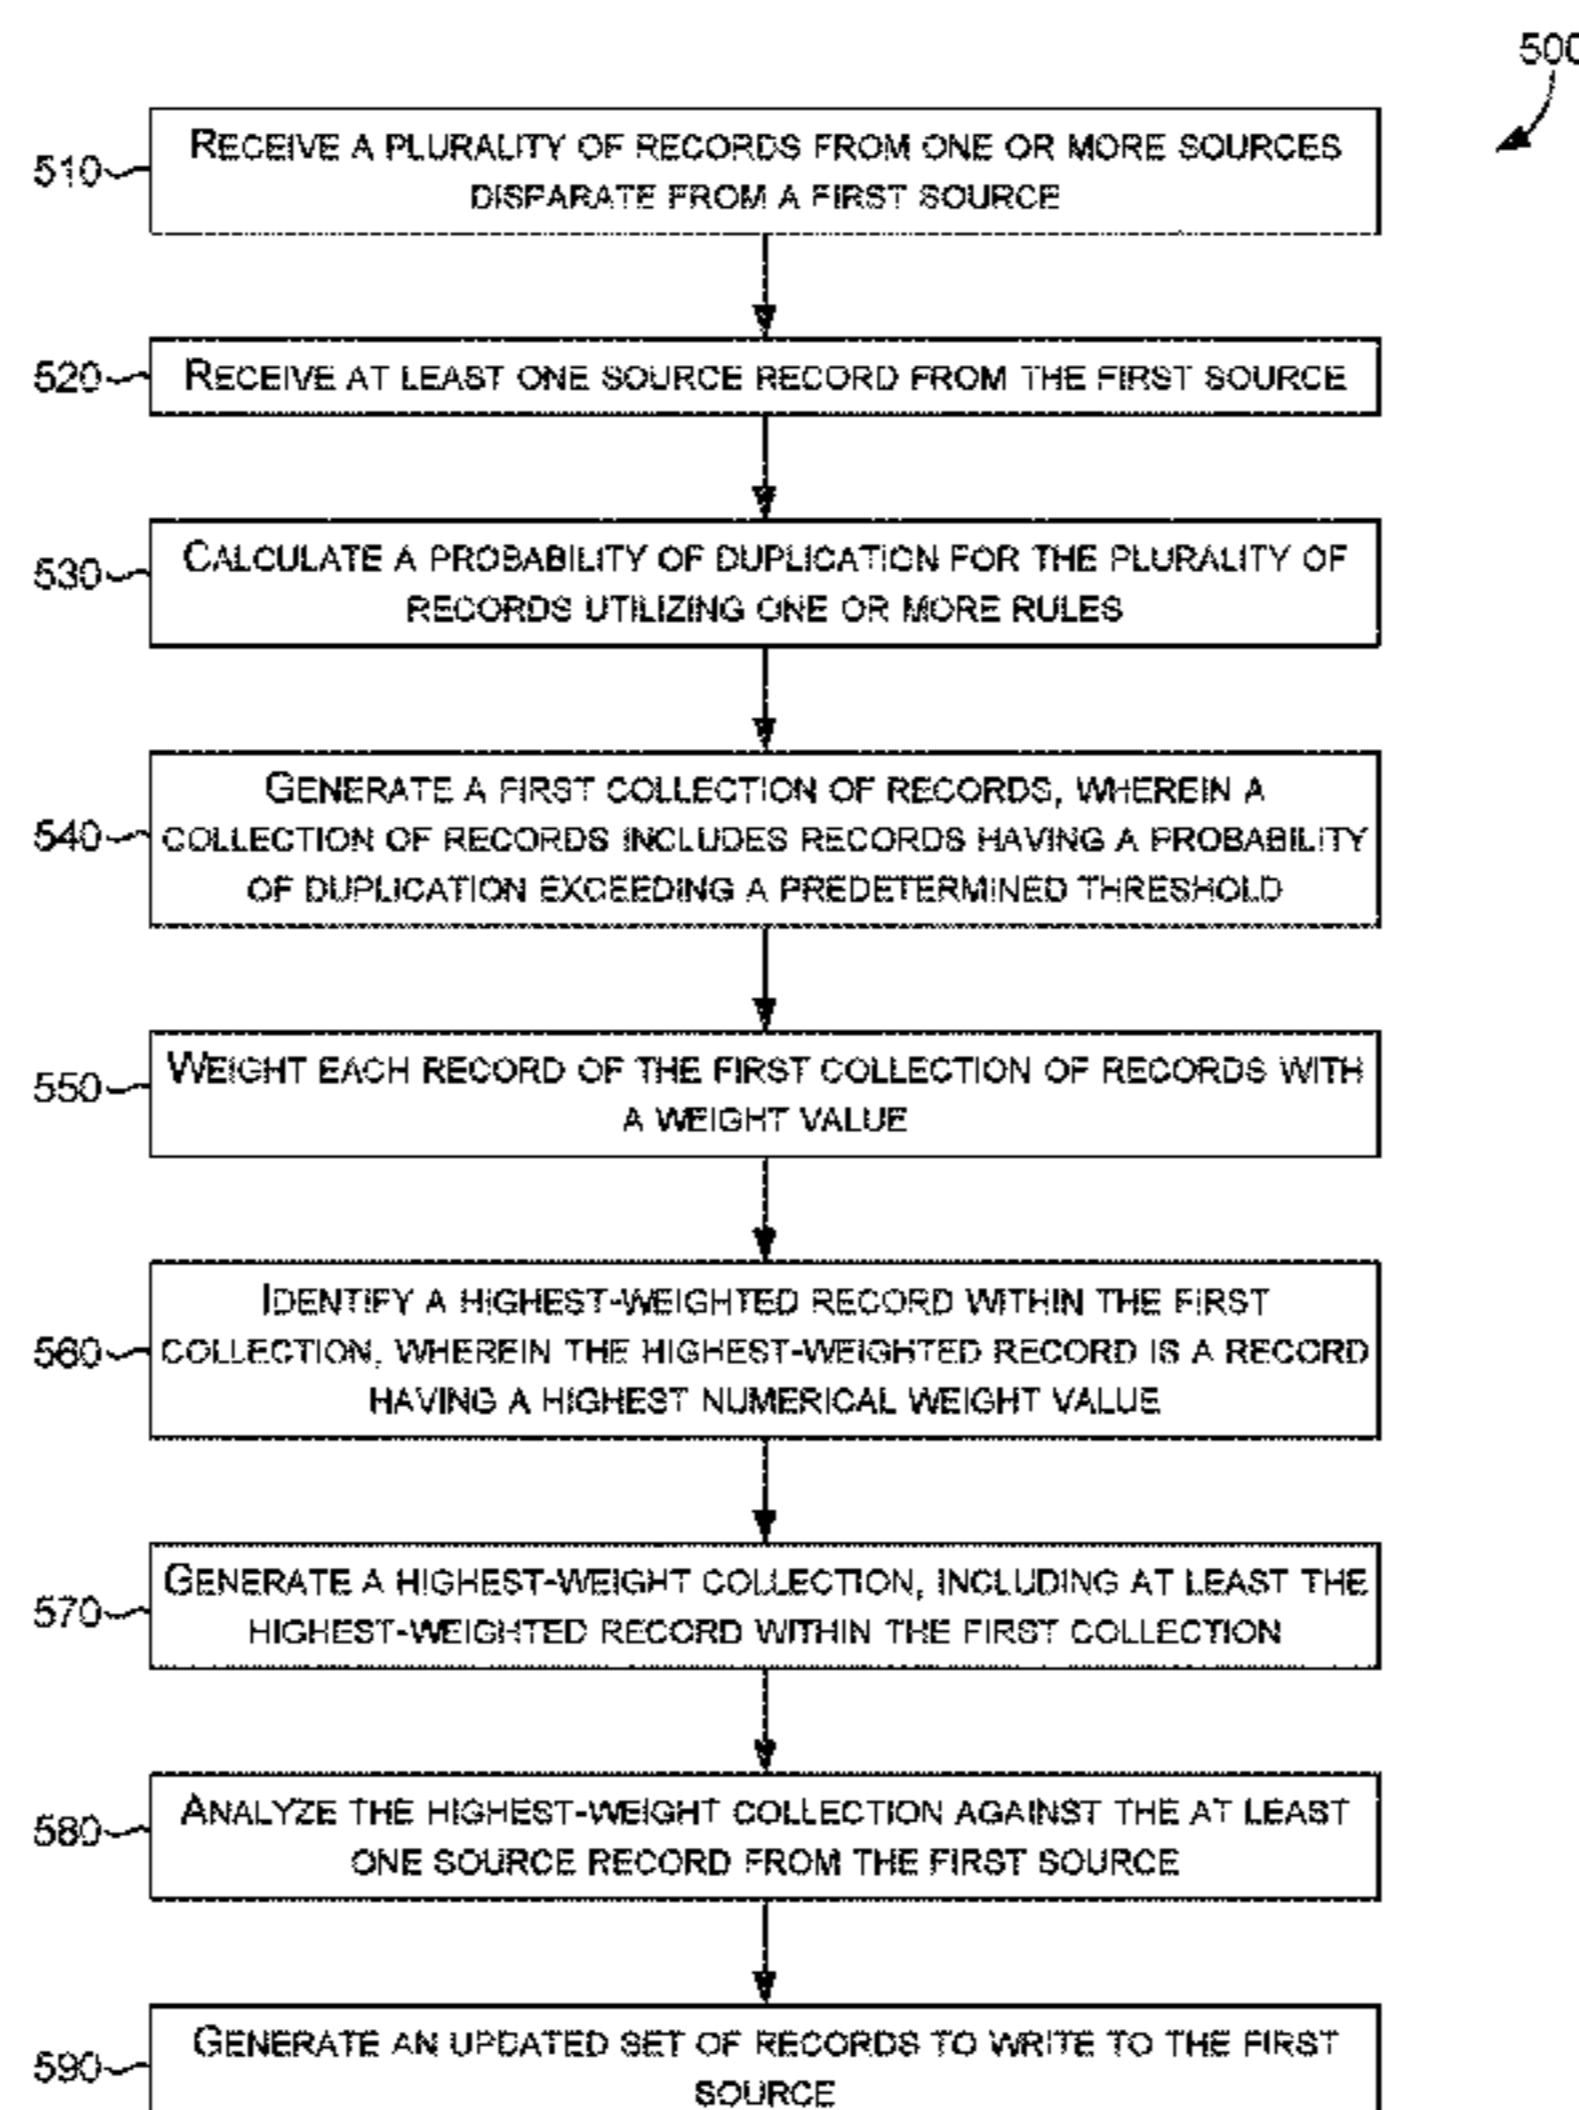 500
510
RECEIVE A PLURALITY OF RECORDS FROM ONE OR MORE SOURCES
DISPARATE FROM A FIRST SOURCE
520
RECEIVE AT LEAST ONE SOURCE RECORD FROM THE FIRST SOURCE
530
CALCULATE A PROBABILITY OF DUPLICATION FOR THE PLURALITY OF
RECORDS UTILIZING ONE OR MORE RULES
540
GENERATE A FIRST COLLECTION OF RECORDS, WHEREIN A
COLLECTION OF RECORDS INCLUDES RECORDS HAVING A PROBABILITY
OF DUPLICATION EXCEEDING A PREDETERMINED THRESHOLD
550
WEIGHT EACH RECORD OF THE FIRST COLLECTION OF RECORDS WITH
A WEIGHT VALUE
560
IDENTIFY A HIGHEST-WEIGHTED RECORD WITHIN THE FIRST
COLLECTION, WHEREIN THE HIGHEST-WEIGHTED RECORD IS A RECORD
HAVING A HIGHEST NUMERICAL WEIGHT VALUE
570
GENERATE A HIGHEST-WEIGHT COLLECTION, INCLUDING AT LEAST THE
HIGHEST-WEIGHTED RECORD WITHIN THE FIRST COLLECTION
580
ANALYZE THE HIGHEST-WEIGHT COLLECTION AGAINST THE AT LEAST
ONE SOURCE RECORD FROM THE FIRST SOURCE
590
GENERATE AN UPDATED SET OF RECORDS TO WRITE TO THE FIRST
SOURCE